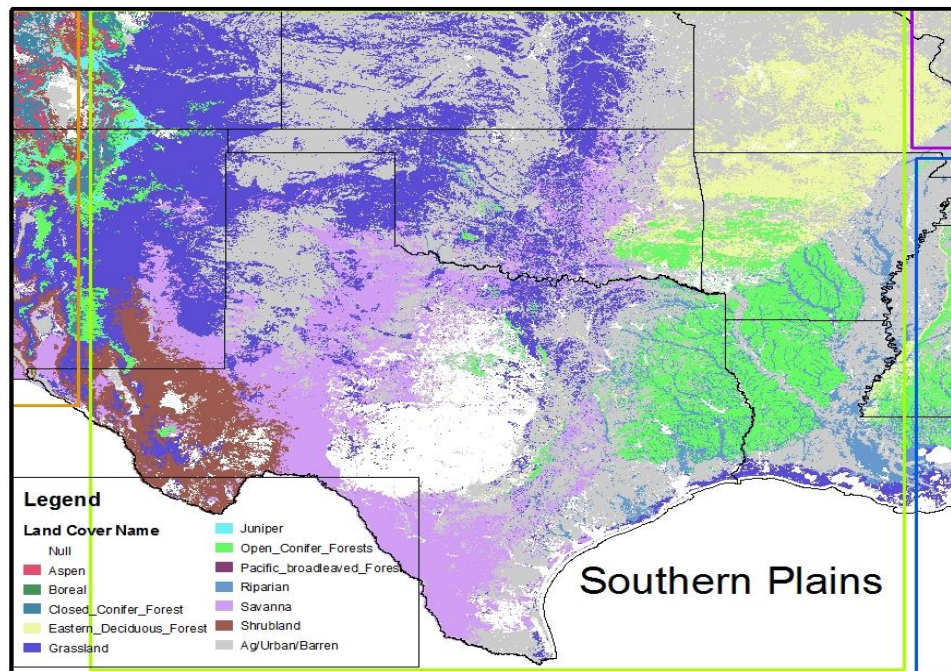 Southern Plains
Legend
Land Cover Name
Null
Aspen
Boreal
Closed_Conifer_Forest
Eastern_Deciduous_Forest
Grassland
Juniper
Open_Conifer_Forests
Pacific_broadleaved_Forest
Riparian
Savanna
Shrubland
Ag/Urban/Barren